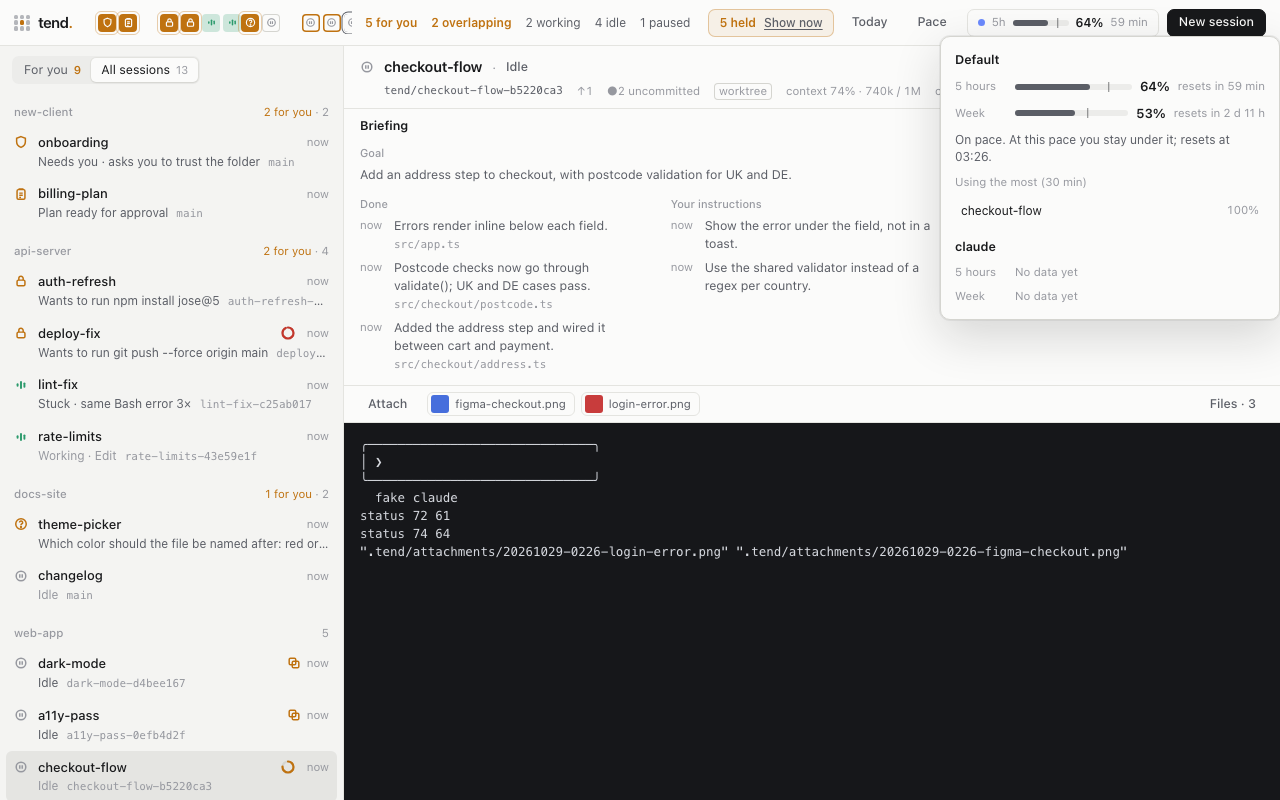 tend.
5 for you 2 overlapping 2 working 4 idle 1 paused
5 held Show now
Today
Pace
5h 64% 59 min
New session
For you 9
All sessions 13
new-client 2 for you · 2
onboarding now
Needs you · asks you to trust the folder main
billing-plan now
Plan ready for approval main
api-server 2 for you · 4
auth-refresh now
Wants to run npm install jose@5 auth-refresh-…
deploy-fix now
Wants to run git push --force origin main deploy…
lint-fix now
Stuck · same Bash error 3× lint-fix-c25ab017
rate-limits now
Working · Edit rate-limits-43e59e1f
docs-site 1 for you · 2
theme-picker now
Which color should the file be named after: red or…
changelog now
Idle main
web-app 5
dark-mode now
Idle dark-mode-d4bee167
a11y-pass now
Idle a11y-pass-0efb4d2f
checkout-flow now
Idle checkout-flow-b5220ca3
checkout-flow · Idle
tend/checkout-flow-b5220ca3 ↑1 ●2 uncommitted worktree context 74% · 740k / 1M
Briefing
Goal
Add an address step to checkout, with postcode validation for UK and DE.
Done
now Errors render inline below each field.
src/app.ts
now Postcode checks now go through
validate(); UK and DE cases pass.
src/checkout/postcode.ts
now Added the address step and wired it
between cart and payment.
src/checkout/address.ts
Your instructions
now Show the error under the field, not in a
toast.
now Use the shared validator instead of a
regex per country.
Default
5 hours 64% resets in 59 min
Week 53% resets in 2 d 11 h
On pace. At this pace you stay under it; resets at
03:26.
Using the most (30 min)
checkout-flow 100%
claude
5 hours No data yet
Week No data yet
Attach figma-checkout.png login-error.png Files · 3
❯
fake claude
status 72 61
status 74 64
".tend/attachments/20261029-0226-login-error.png" ".tend/attachments/20261029-0226-figma-checkout.png"